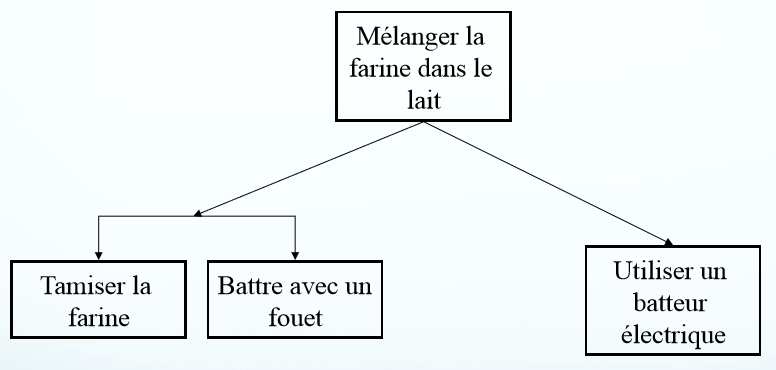 Mélanger la
farine dans le
lait
Tamiser la
farine
Battre avec un
fouet
Utiliser un
batteur
électrique